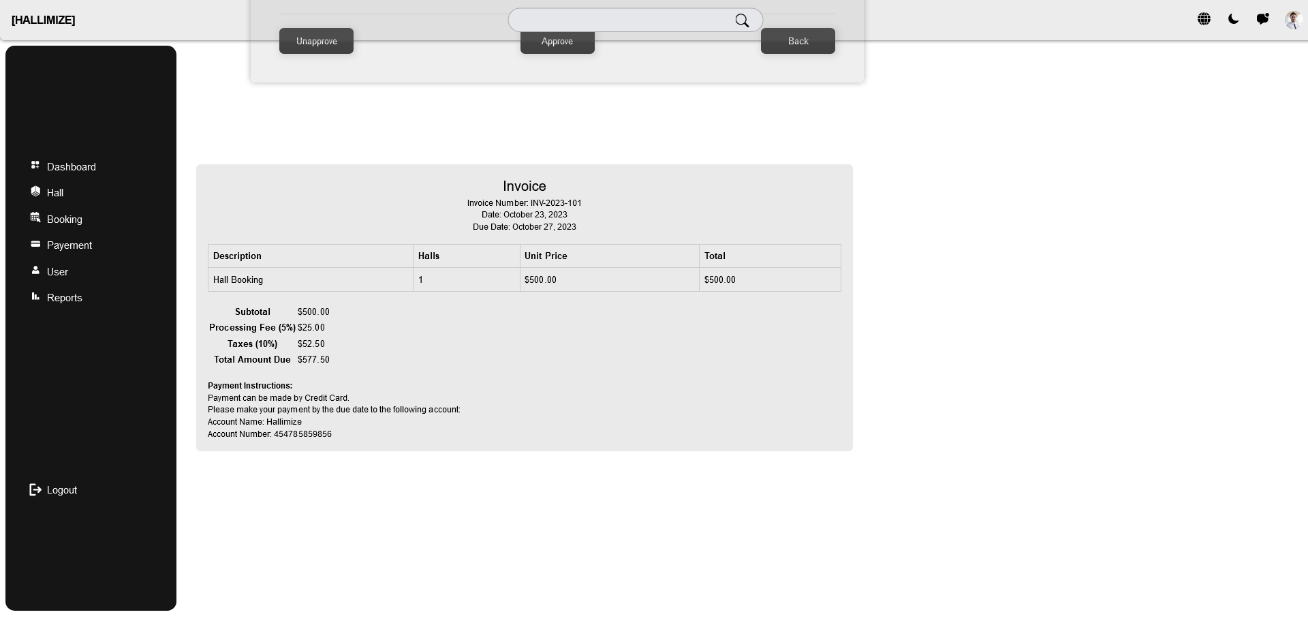 [HALLIMIZE]
Unapprove
Approve
Back
Dashboard
Hall
Booking
Payement
User
Reports
Logout
Invoice
Invoice Number: INV-2023-101
Date: October 23, 2023
Due Date: October 27, 2023
Description Halls Unit Price Total
Hall Booking 1 $500.00 $500.00
Subtotal $500.00
Processing Fee (5%) $25.00
Taxes (10%) $52.50
Total Amount Due $577.50
Payment Instructions:
Payment can be made by Credit Card.
Please make your payment by the due date to the following account:
Account Name: Hallimize
Account Number: 454785859856